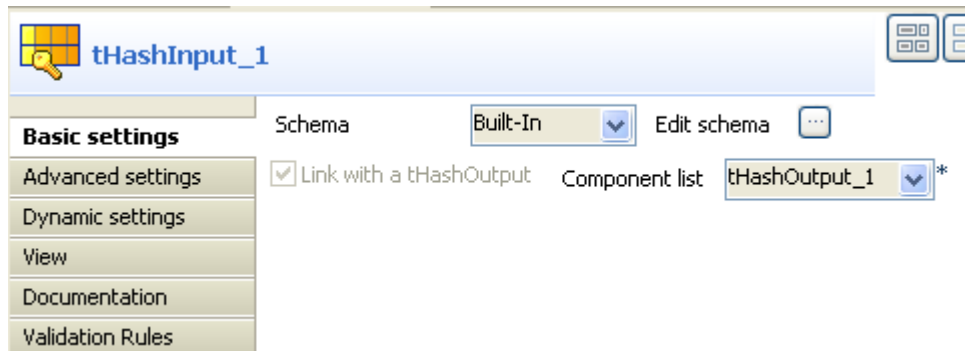 tHashInput_1
Basic settings
Advanced settings
Dynamic settings
View
Documentation
Validation Rules
Schema Built-In Edit schema ...
Link with a tHashOutput Component list tHashOutput_1 *